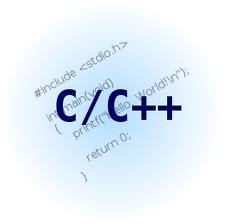 #include <stdio.h>
int main(void)
{ printf("Hello, World!\n");
C/C++
return 0;
}